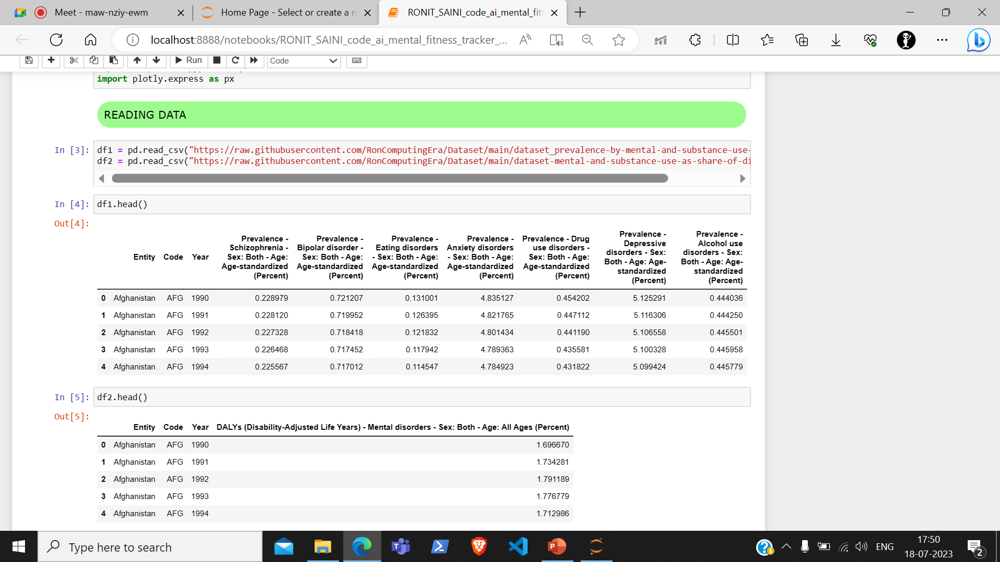 Meet - maw-nziy-ewm
Home Page - Select or create a n
RONIT_SAINI_code_ai_mental_fit
localhost:8888/notebooks/RONIT_SAINI_code_ai_mental_fitness_tracker_...
Run
Code
import plotly.express as px
READING DATA
In [3]: df1 = pd.read_csv("https://raw.githubusercontent.com/RonComputingEra/Dataset/main/dataset_prevalence-by-mental-and-substance-use-
df2 = pd.read_csv("https://raw.githubusercontent.com/RonComputingEra/Dataset/main/dataset-mental-and-substance-use-as-share-of-di
In [4]: df1.head()
Out[4]:
Entity Code Year Prevalence - Schizophrenia - Sex: Both - Age: Age-standardized (Percent) Prevalence - Bipolar disorder - Sex: Both - Age: Age-standardized (Percent) Prevalence - Eating disorders - Sex: Both - Age: Age-standardized (Percent) Prevalence - Anxiety disorders - Sex: Both - Age: Age-standardized (Percent) Prevalence - Drug use disorders - Sex: Both - Age: Age-standardized (Percent) Prevalence - Depressive disorders - Sex: Both - Age: Age-standardized (Percent) Prevalence - Alcohol use disorders - Sex: Both - Age: Age-standardized (Percent)
0 Afghanistan AFG 1990 0.228979 0.721207 0.131001 4.835127 0.454202 5.125291 0.444036
1 Afghanistan AFG 1991 0.228120 0.719952 0.126395 4.821765 0.447112 5.116306 0.444250
2 Afghanistan AFG 1992 0.227328 0.718418 0.121832 4.801434 0.441190 5.106558 0.445501
3 Afghanistan AFG 1993 0.226468 0.717452 0.117942 4.789363 0.435581 5.100328 0.445958
4 Afghanistan AFG 1994 0.225567 0.717012 0.114547 4.784923 0.431822 5.099424 0.445779
In [5]: df2.head()
Out[5]:
Entity Code Year DALYs (Disability-Adjusted Life Years) - Mental disorders - Sex: Both - Age: All Ages (Percent)
0 Afghanistan AFG 1990 1.696670
1 Afghanistan AFG 1991 1.734281
2 Afghanistan AFG 1992 1.791189
3 Afghanistan AFG 1993 1.776779
4 Afghanistan AFG 1994 1.712986
Type here to search
ENG
17:50
18-07-2023
2